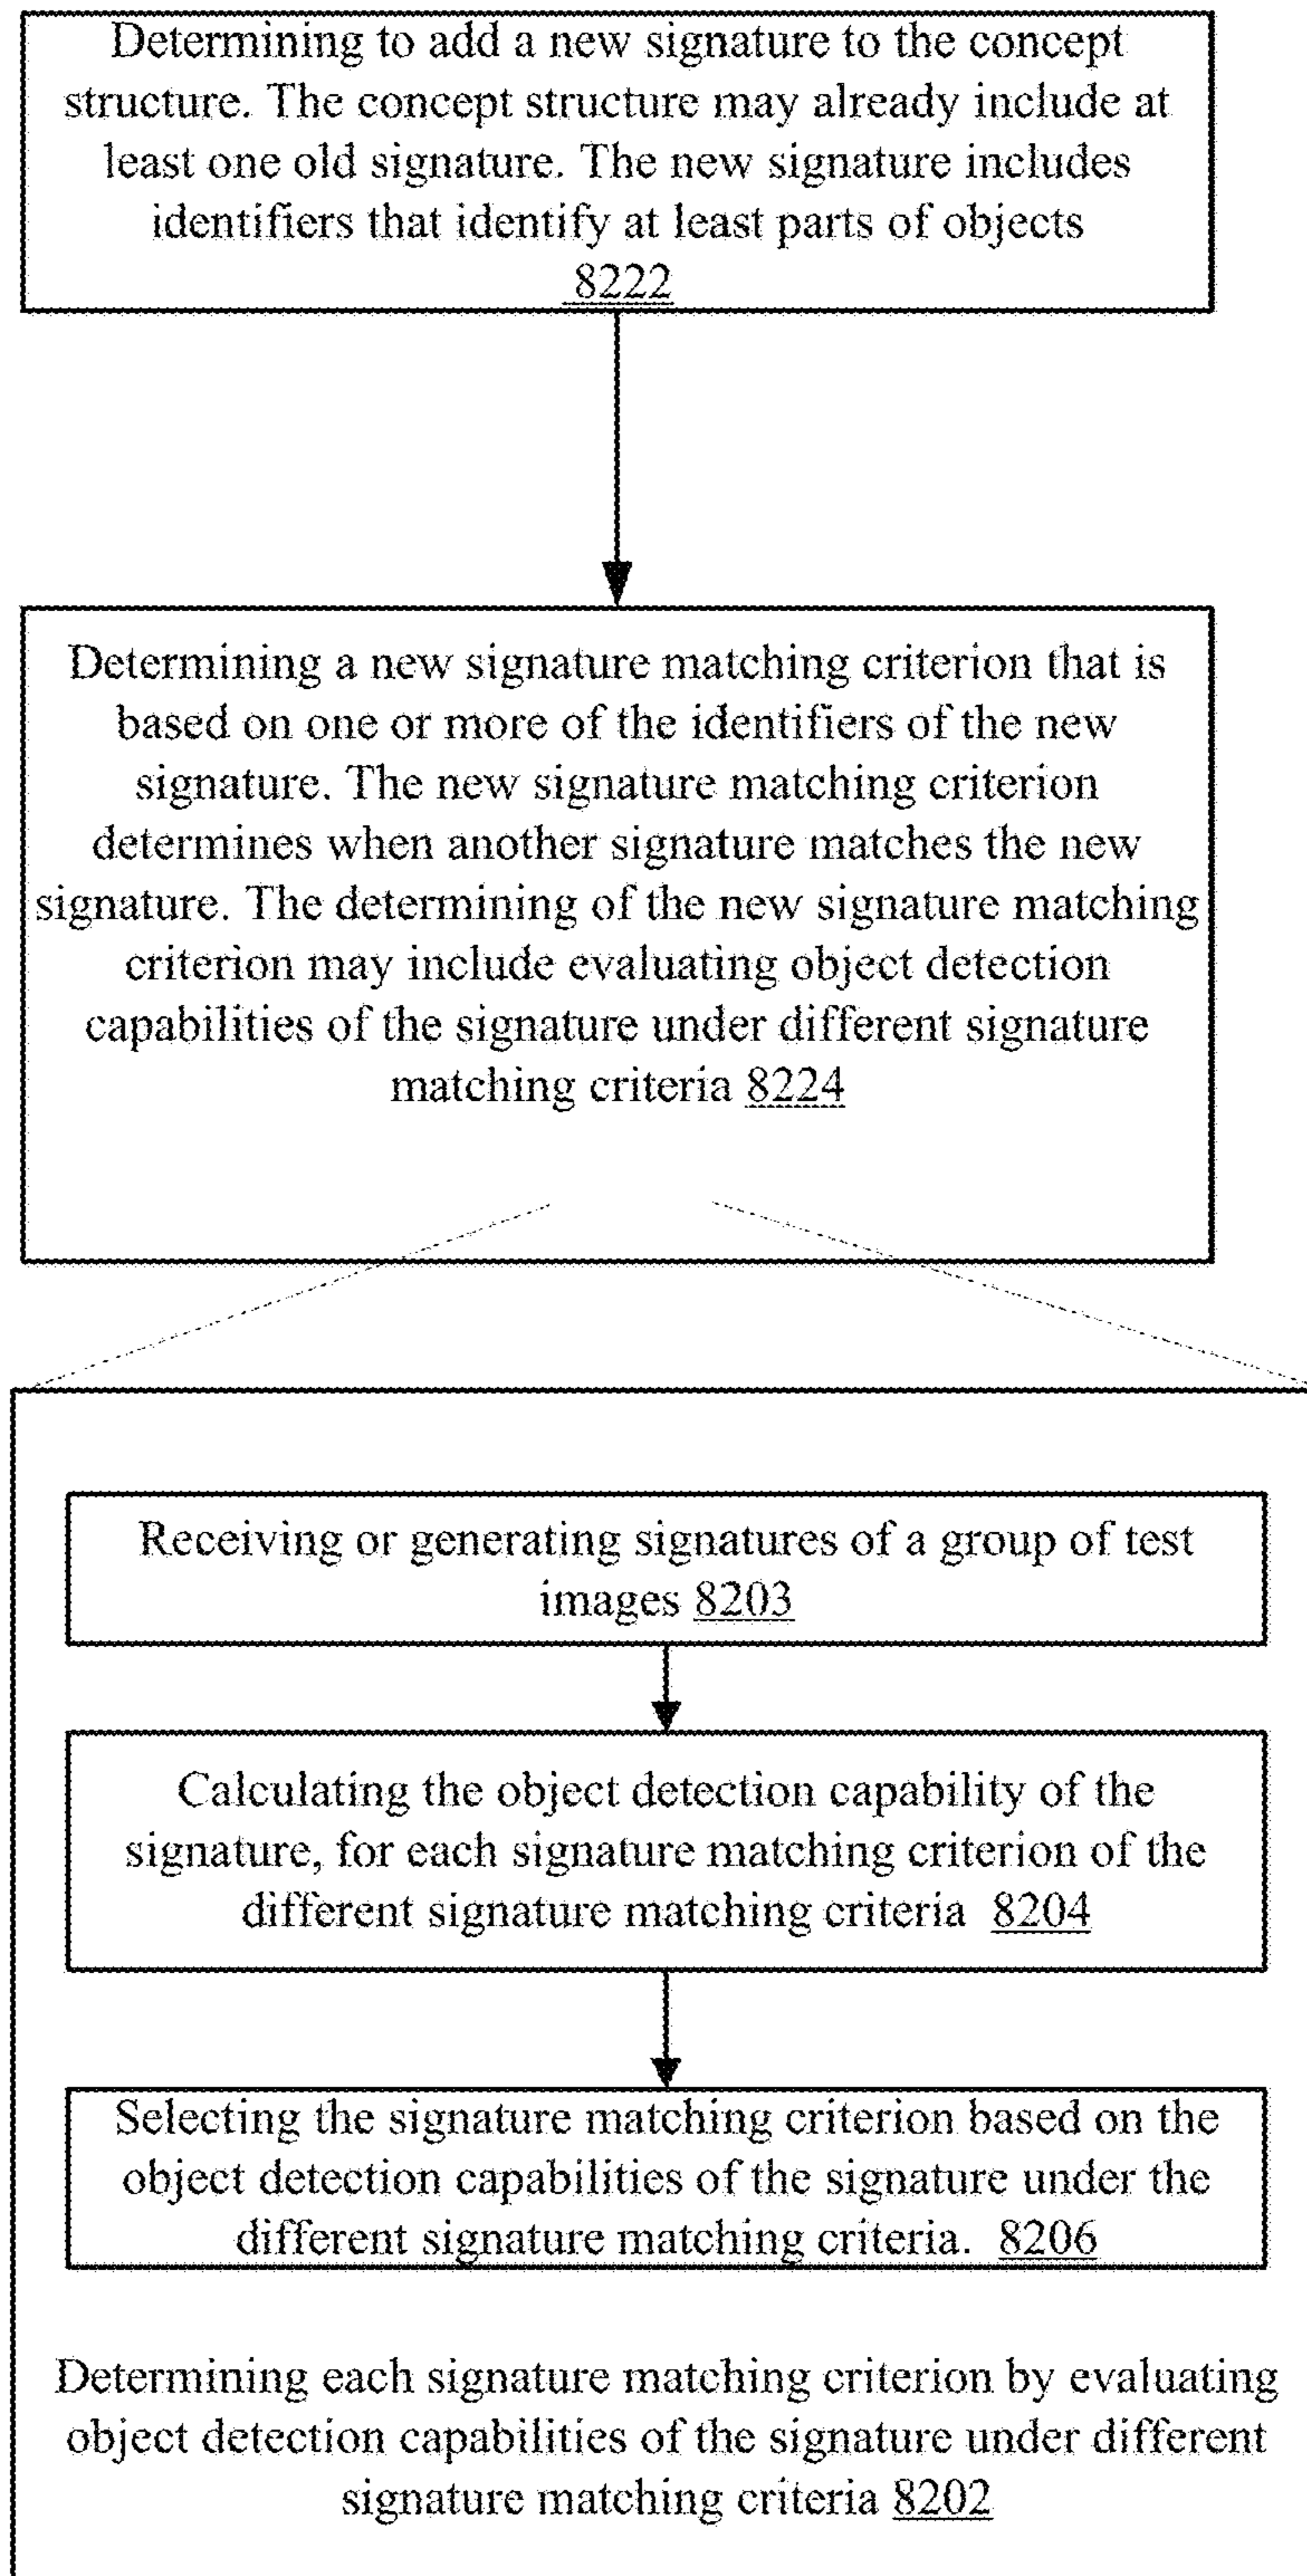 Determining to add a new signature to the concept
structure. The concept structure may already include at
least one old signature. The new signature includes
identifiers that identify at least parts of objects
8222
Determining a new signature matching criterion that is
based on one or more of the identifiers of the new
signature. The new signature matching criterion
determines when another signature matches the new
signature. The determining of the new signature matching
criterion may include evaluating object detection
capabilities of the signature under different signature
matching criteria 8224
Receiving or generating signatures of a group of test
images 8203
Calculating the object detection capability of the
signature, for each signature matching criterion of the
different signature matching criteria 8204
Selecting the signature matching criterion based on the
object detection capabilities of the signature under the
different signature matching criteria. 8206
Determining each signature matching criterion by evaluating
object detection capabilities of the signature under different
signature matching criteria 8202